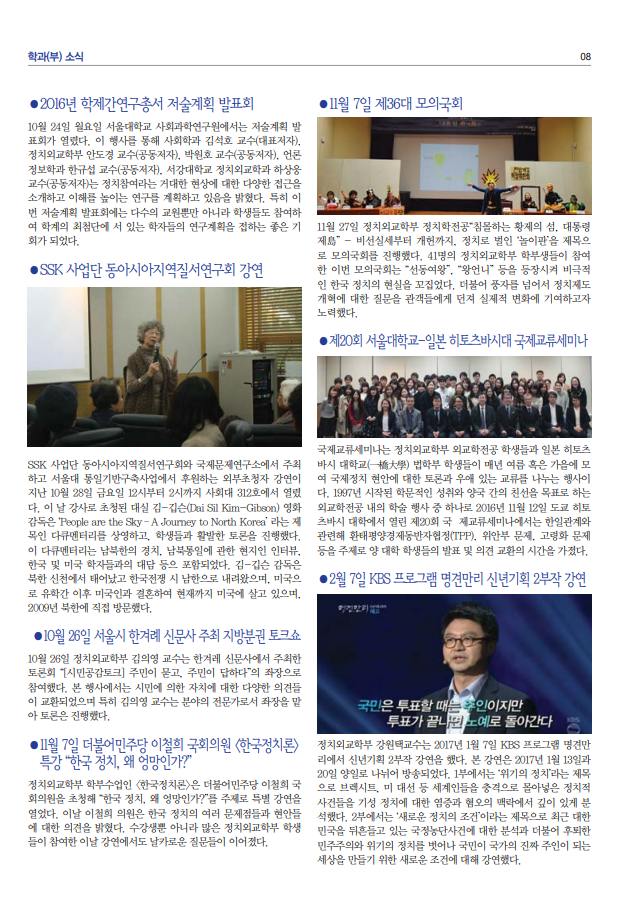 학과(부) 소식
08
●2016년 학제간연구총서 저술계획 발표회
10월 24일 월요일 서울대학교 사회과학연구원에서는 저술계획 발
표회가 열렸다. 이 행사를 통해 사회학과 김석호 교수(대표저자),
정치외교학부 안도경 교수(공동저자), 박원호 교수(공동저자), 언론
정보학과 한규섭 교수(공동저자), 서강대학교 정치외교학과 하상응
교수(공동저자)는 정치참여라는 거대한 현상에 대한 다양한 접근을
소개하고 이해를 높이는 연구를 계획하고 있음을 밝혔다. 특히 이
번 저술계획 발표회에는 다수의 교원뿐만 아니라 학생들도 참여하
여 학계의 최첨단에 서 있는 학자들의 연구계획을 접하는 좋은 기
회가 되었다.
●SSK 사업단 동아시아지역질서연구회 강연
SSK 사업단 동아시아지역질서연구회와 국제문제연구소에서 주최
하고 서울대 통일기반구축사업에서 후원하는 외부초청자 강연이
지난 10월 28일 금요일 12시부터 2시까지 사회대 312호에서 열렸
다. 이 날 강사로 초청된 대실 김-깁슨(Dai Sil Kim-Gibson) 영화
감독은 ‘People are the Sky - A Journey to North Korea’ 라는 제
목인 다큐멘터리를 상영하고, 학생들과 활발한 토론을 진행했다.
이 다큐멘터리는 남북한의 정치, 남북통일에 관한 현지인 인터뷰,
한국 및 미국 학자들과의 대담 등으 포함되었다. 김-깁슨 감독은
북한 신천에서 태어났고 한국전쟁 시 남한으로 내려왔으며, 미국으
로 유학간 이후 미국인과 결혼하여 현재까지 미국에 살고 있으며,
2009년 북한에 직접 방문했다.
●10월 26일 서울시 한겨레 신문사 주최 지방분권 토크쇼
10월 26일 정치외교학부 김의영 교수는 한겨레 신문사에서 주최한
토론회 “[시민공감토크] 주민이 묻고, 주민이 답하다”의 좌장으로
참여했다. 본 행사에서는 시민에 의한 자치에 대한 다양한 의견들
이 교환되었으며 특히 김의영 교수는 분야의 전문가로서 좌장을 맡
아 토론은 진행했다.
●11월 7일 더불어민주당 이철희 국회의원 〈한국정치론〉
특강 “한국 정치, 왜 엉망인가?”
정치외교학부 학부수업인 〈한국정치론〉은 더불어민주당 이철희 국
회의원을 초청해 “한국 정치, 왜 엉망인가?”를 주제로 특별 강연을
열었다. 이날 이철희 의원은 한국 정치의 여러 문제점들과 현안들
에 대한 의견을 밝혔다. 수강생뿐 아니라 많은 정치외교학부 학생
들이 참여한 이날 강연에서도 날카로운 질문들이 이어졌다.
●11월 7일 제36대 모의국회
11월 27일 정치외교학부 정치학전공“침몰하는 황제의 섬, 대통령
제島” - 비선실세부터 개헌까지, 정치로 벌인 ‘놀이판’을 제목으
로 모의국회를 진행했다. 41명의 정치외교학부 학부생들이 참여
한 이번 모의국회는 “선동여왕”, “왕언니” 등을 등장시켜 비극적
인 한국 정치의 현실을 꼬집었다. 더불어 풍자를 넘어서 정치제도
개혁에 대한 질문을 관객들에게 던져 실제적 변화에 기여하고자
노력했다.
●제20회 서울대학교-일본 히토츠바시대 국제교류세미나
국제교류세미나는 정치외교학부 외교학전공 학생들과 일본 히토츠
바시 대학교(一橋大學) 법학부 학생들이 매년 여름 혹은 가을에 모
여 국제정치 현안에 대한 토론과 우애 있는 교류를 나누는 행사이
다. 1997년 시작된 학문적인 성취와 양국 간의 친선을 목표로 하는
외교학전공 내의 학술 행사 중 하나로 2016년 11월 12일 도쿄 히토
츠바시 대학에서 열린 제20회 국 제교류세미나에서는 한일관계와
관련해 환태평양경제동반자협정(TPP), 위안부 문제, 고령화 문제
등을 주제로 양 대학 학생들의 발표 및 의견 교환의 시간을 가졌다.
●2월 7일 KBS 프로그램 명견만리 신년기획 2부작 강연
명견만리
국민은 투표할 때는 주인이지만
투표가 끝나면 노예로 돌아간다
KBS
정치외교학부 강원택교수는 2017년 1월 7일 KBS 프로그램 명견만
리에서 신년기획 2부작 강연을 했다. 본 강연은 2017년 1월 13일과
20일 양일로 나뉘어 방송되었다. 1부에서는 ‘위기의 정치’라는 제목
으로 브렉시트, 미 대선 등 세계인들을 충격으로 몰아넣은 정치적
사건들을 기성 정치에 대한 염증과 혐오의 맥락에서 깊이 있게 분
석했다. 2부에서는 ‘새로운 정치의 조건’이라는 제목으로 최근 대한
민국을 뒤흔들고 있는 국정농단사건에 대한 분석과 더불어 후퇴한
민주주의와 위기의 정치를 벗어나 국민이 국가의 진짜 주인이 되는
세상을 만들기 위한 새로운 조건에 대해 강연했다.